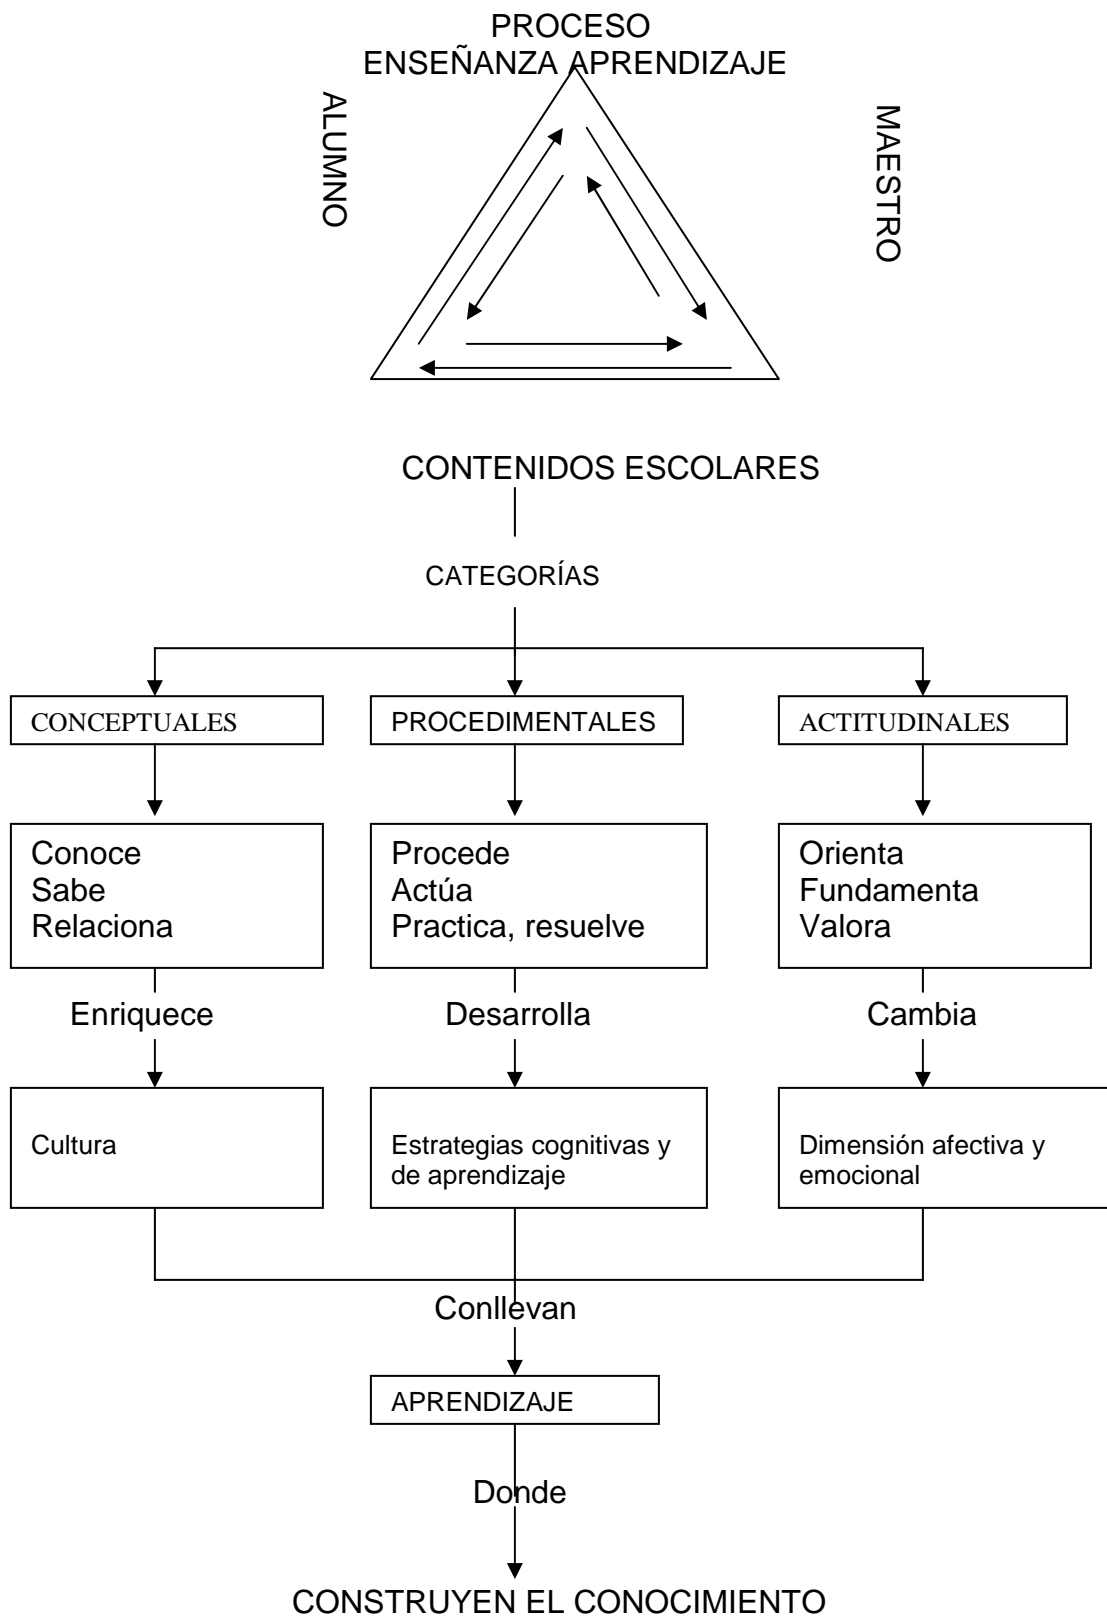 PROCESO
ENSEÑANZA APRENDIZAJE
ALUMNO
MAESTRO
CONTENIDOS ESCOLARES
CATEGORÍAS
CONCEPTUALES
PROCEDIMENTALES
ACTITUDINALES
Conoce
Sabe
Relaciona
Procede
Actúa
Practica, resuelve
Orienta
Fundamenta
Valora
Enriquece
Desarrolla
Cambia
Cultura
Estrategias cognitivas y
de aprendizaje
Dimensión afectiva y
emocional
Conllevan
APRENDIZAJE
Donde
CONSTRUYEN EL CONOCIMIENTO